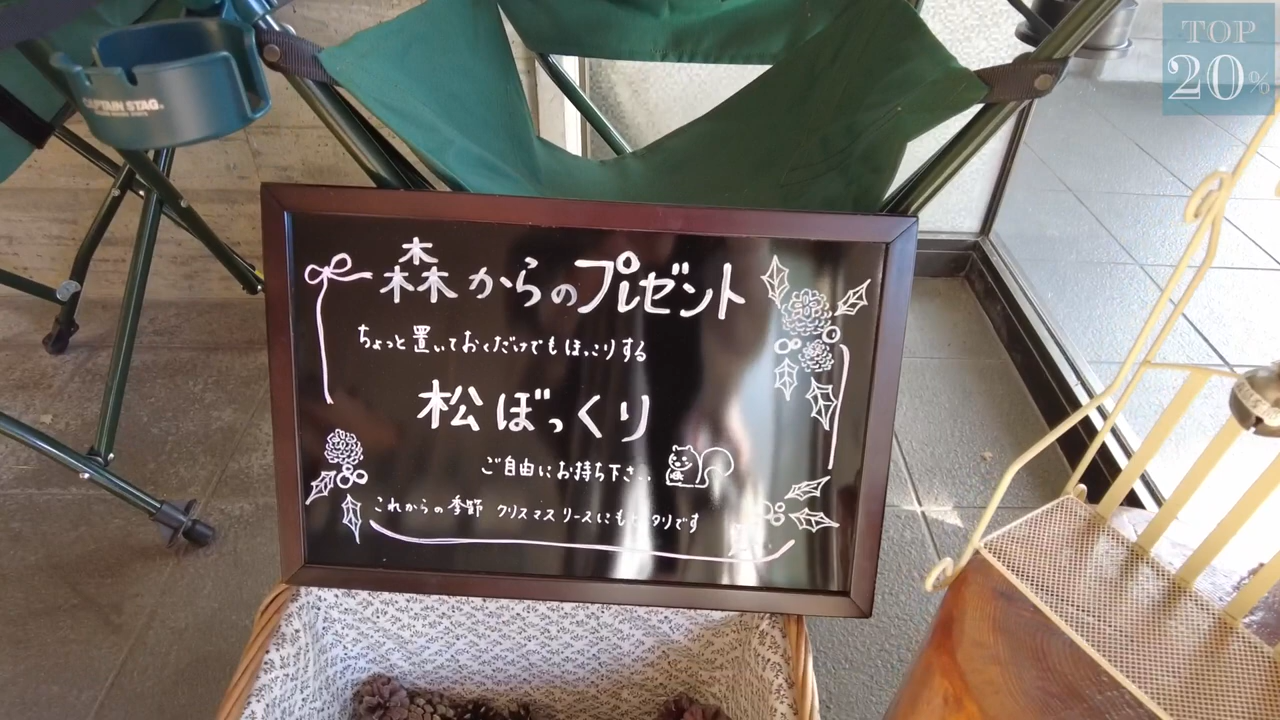 TOP
20%
CAPTAIN STAG
森からのプレゼント
ちょっと置いておくだけでもほっこりする
松ぼっくり
ご自由にお持ち下さい
これからの季節 クリスマスリースにもピッタリです